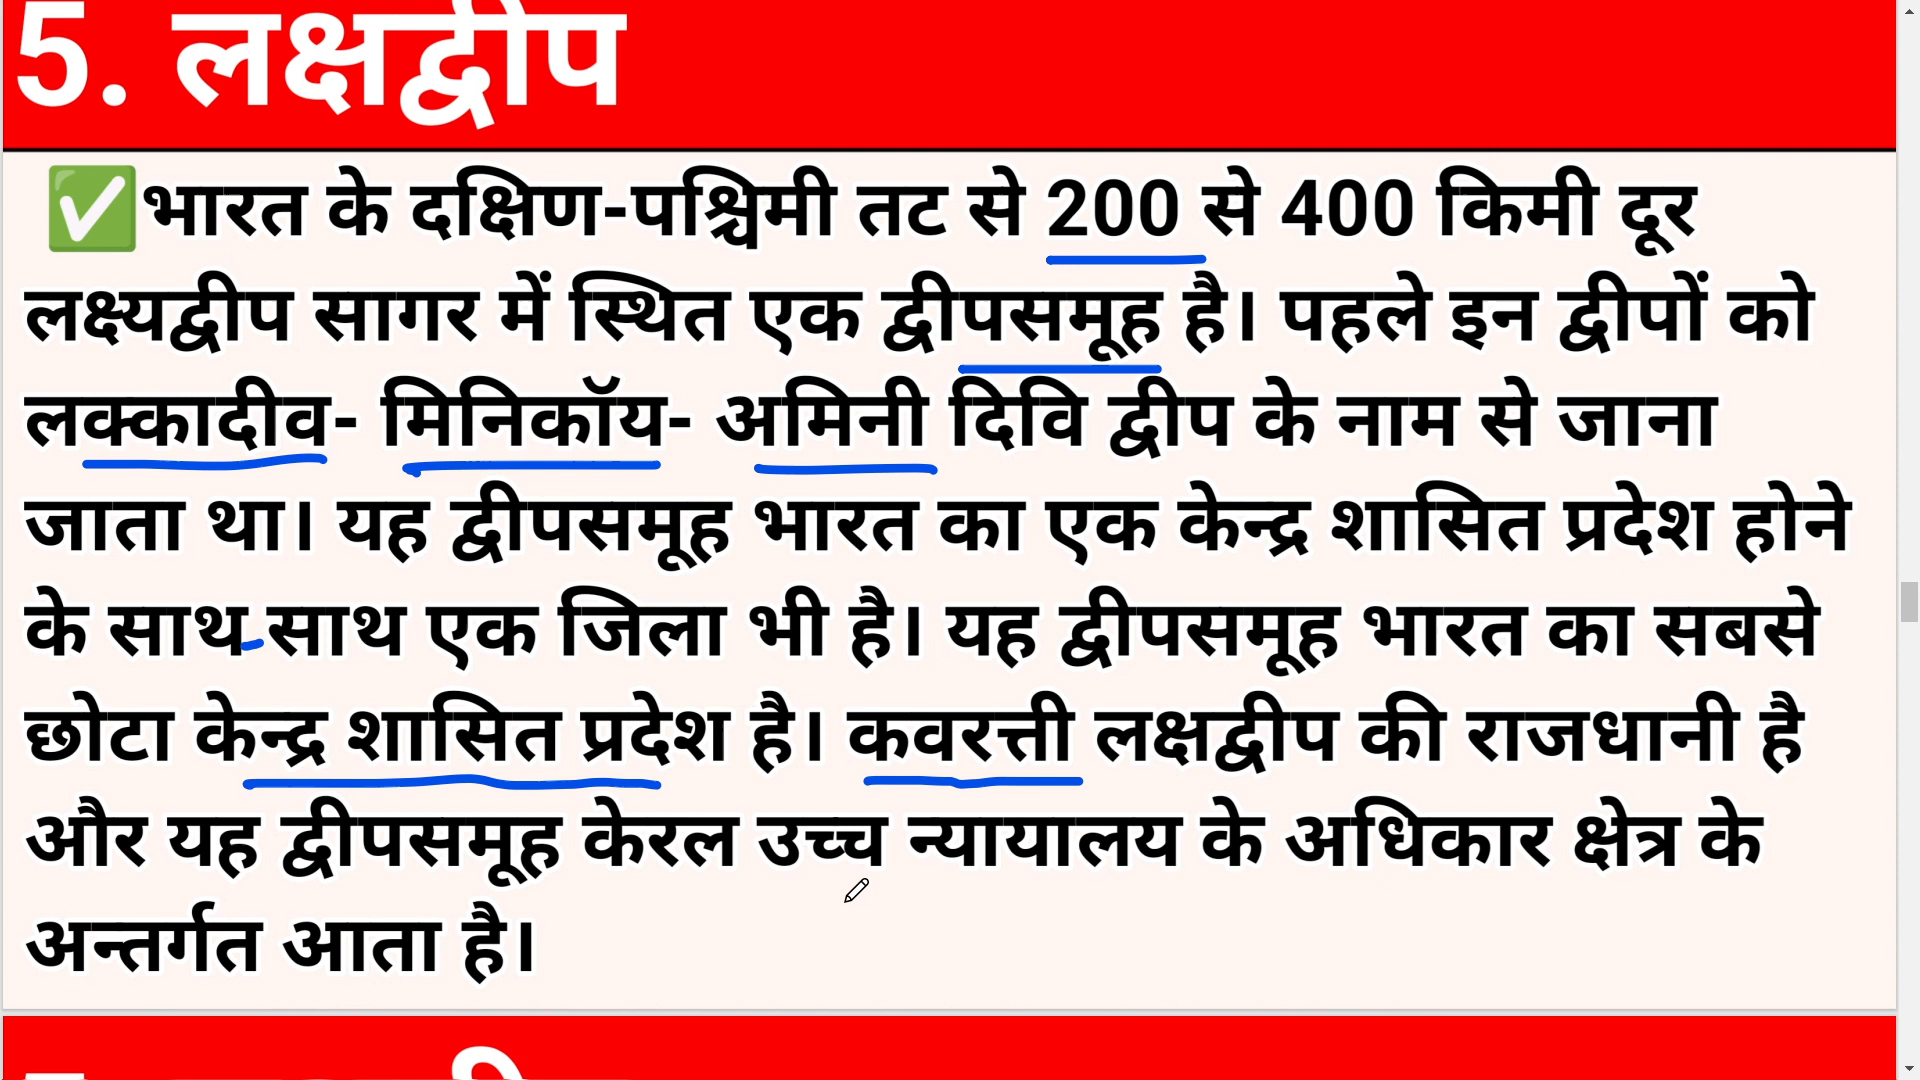 5. लक्षद्वीप
✅भारत के दक्षिण-पश्चिमी तट से 200 से 400 किमी दूर
लक्ष्यद्वीप सागर में स्थित एक द्वीपसमूह है। पहले इन द्वीपों को
लक्कादीव- मिनिकॉय- अमिनी दिवि द्वीप के नाम से जाना
जाता था। यह द्वीपसमूह भारत का एक केन्द्र शासित प्रदेश होने
के साथ साथ एक जिला भी है। यह द्वीपसमूह भारत का सबसे
छोटा केन्द्र शासित प्रदेश है। कवरत्ती लक्षद्वीप की राजधानी है
और यह द्वीपसमूह केरल उच्च न्यायालय के अधिकार क्षेत्र के
अन्तर्गत आता है।